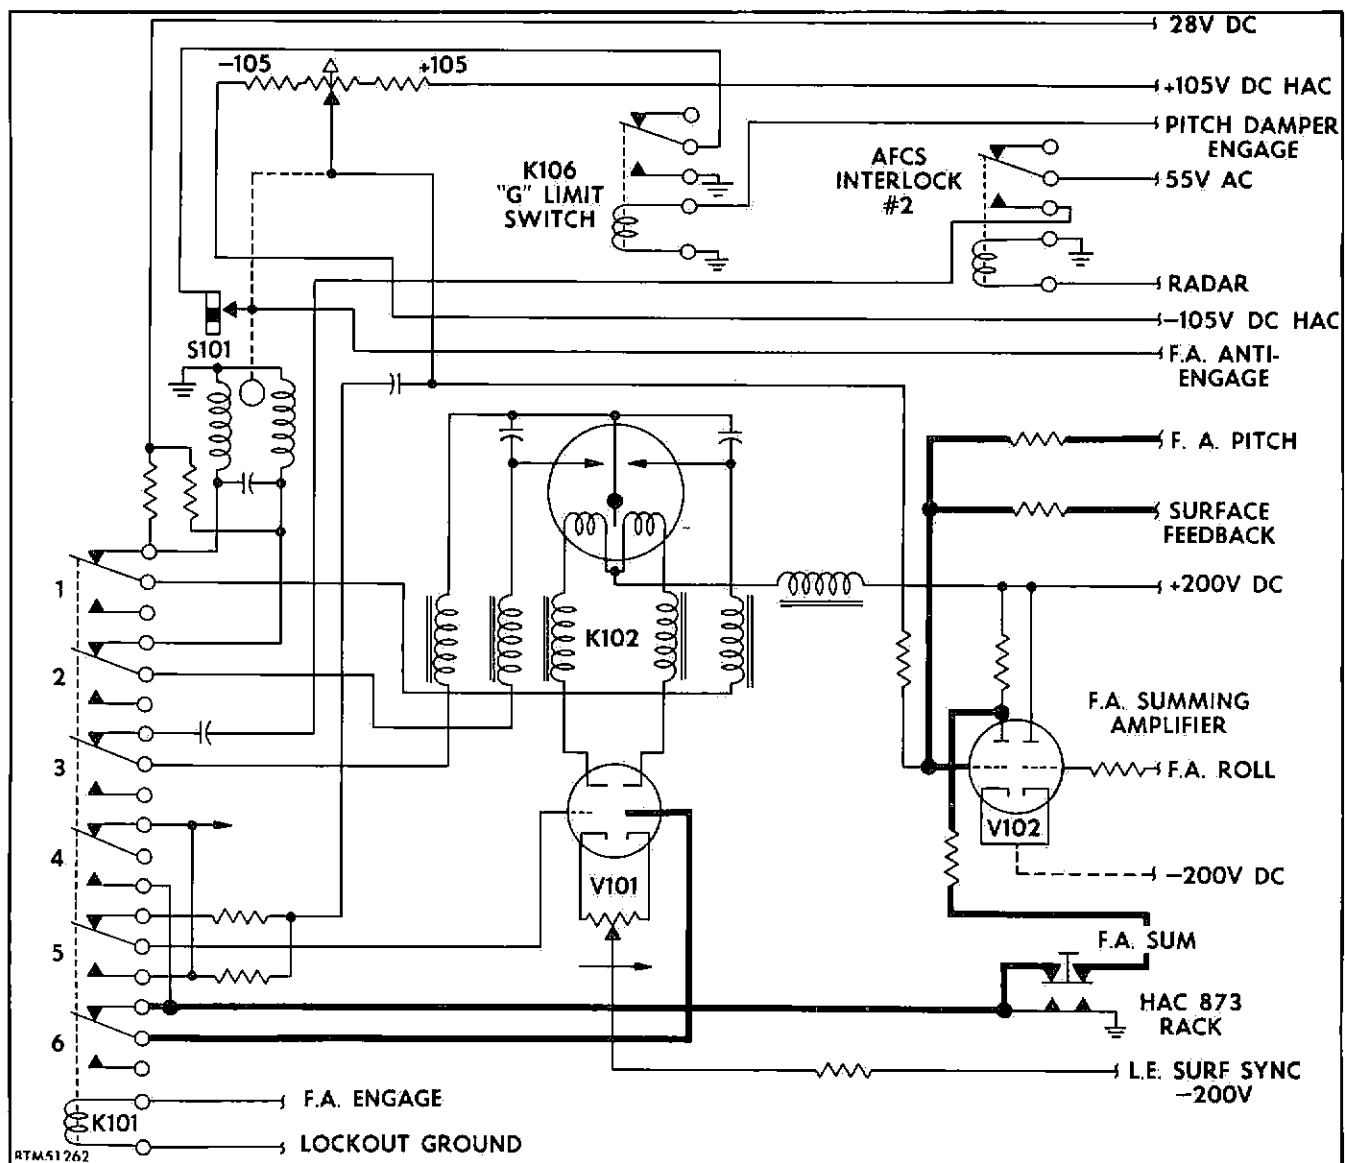 28V DC
-105
+105
+105V DC HAC
PITCH DAMPER
ENGAGE
K106
"G" LIMIT
SWITCH
AFCS
INTERLOCK
#2
55V AC
RADAR
-105V DC HAC
S101
F.A. ANTI-
ENGAGE
F. A. PITCH
SURFACE
FEEDBACK
1
+200V DC
K102
2
F.A. SUMMING
AMPLIFIER
3
F.A. ROLL
V102
4
V101
-200V DC
5
F.A. SUM
HAC 873
RACK
6
L.E. SURF SYNC
-200V
F.A. ENGAGE
K101
LOCKOUT GROUND
RTM51262